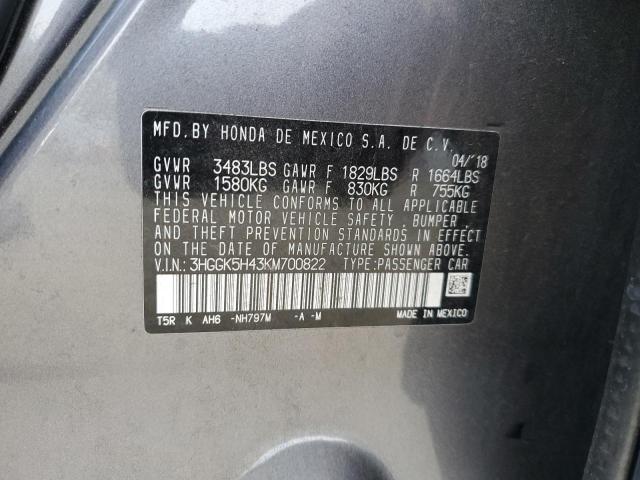 MFD. BY HONDA DE MEXICO S.A. DE C.V.
04/'18
GVWR 3483LBS GAWR F 1829LBS R 1664LBS
GVWR 1580KG GAWR F 830KG R 755KG
THIS VEHICLE CONFORMS TO ALL APPLICABLE
FEDERAL MOTOR VEHICLE SAFETY, BUMPER,
AND THEFT PREVENTION STANDARDS IN EFFECT
ON THE DATE OF MANUFACTURE SHOWN ABOVE.
V.I.N.: 3HGGK5H43KM700822 TYPE:PASSENGER CAR
T5R K AH6 -NH797M -A -M MADE IN MEXICO